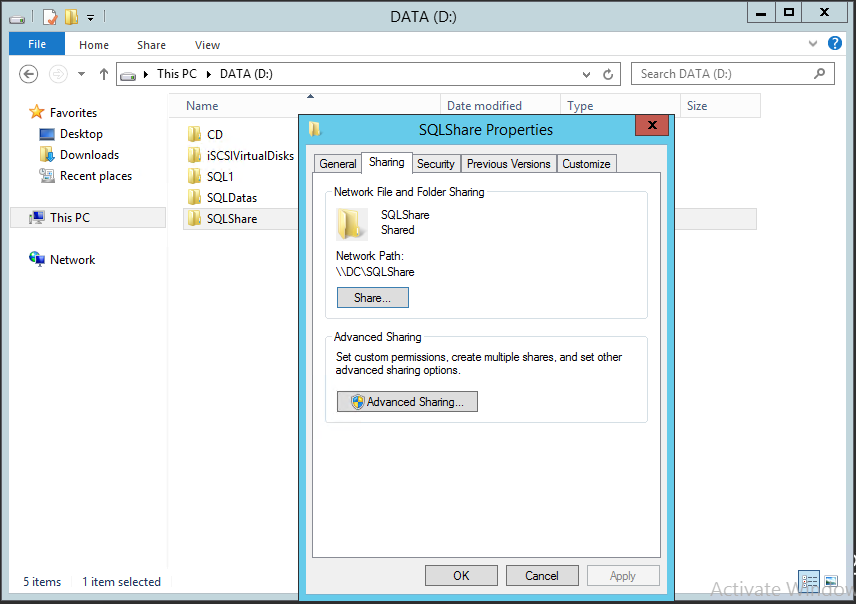 DATA (D:)
File
Home
Share
View
This PC
DATA (D:)
Search DATA (D:)
Favorites
Desktop
Downloads
Recent places
This PC
Network
Name
Date modified
Type
Size
CD
iSCSIVirtualDisks
SQL1
SQLDatas
SQLShare
SQLShare Properties
General
Sharing
Security
Previous Versions
Customize
Network File and Folder Sharing
SQLShare
Shared
Network Path:
\\DC\SQLShare
Share...
Advanced Sharing
Set custom permissions, create multiple shares, and set other
advanced sharing options.
Advanced Sharing...
OK
Cancel
Apply
5 items
1 item selected
Activate Window